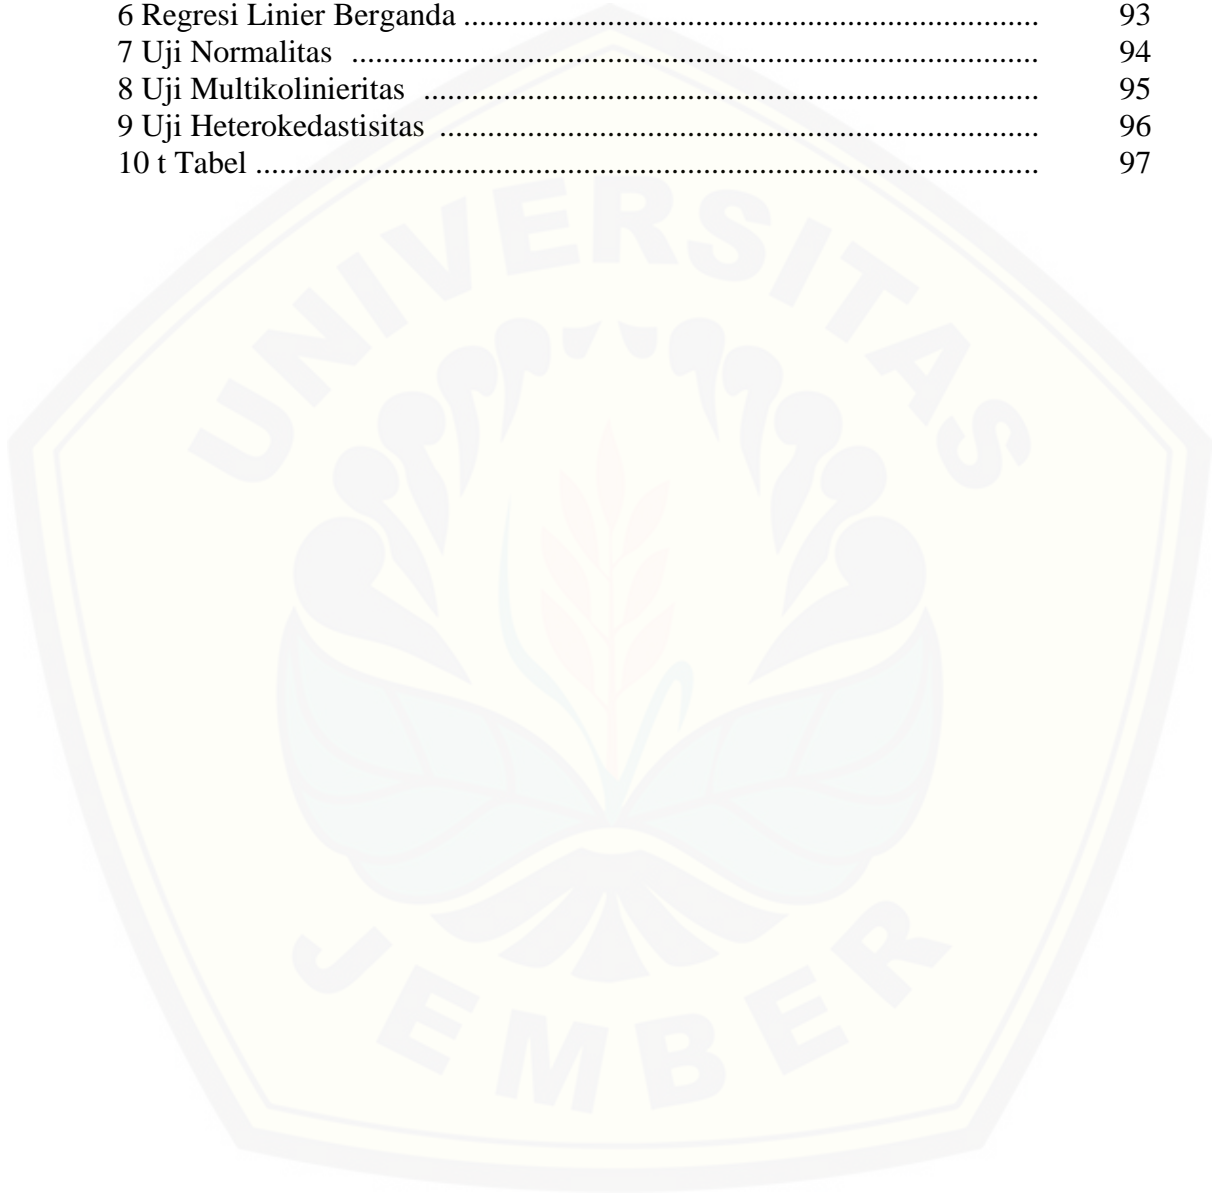 6 Regresi Linier Berganda ........................................................................ 93
7 Uji Normalitas ...................................................................................... 94
8 Uji Multikolinieritas ............................................................................. 95
9 Uji Heterokedastisitas ........................................................................... 96
10 t Tabel .................................................................................................. 97
UNIVERSITAS
JEMBER